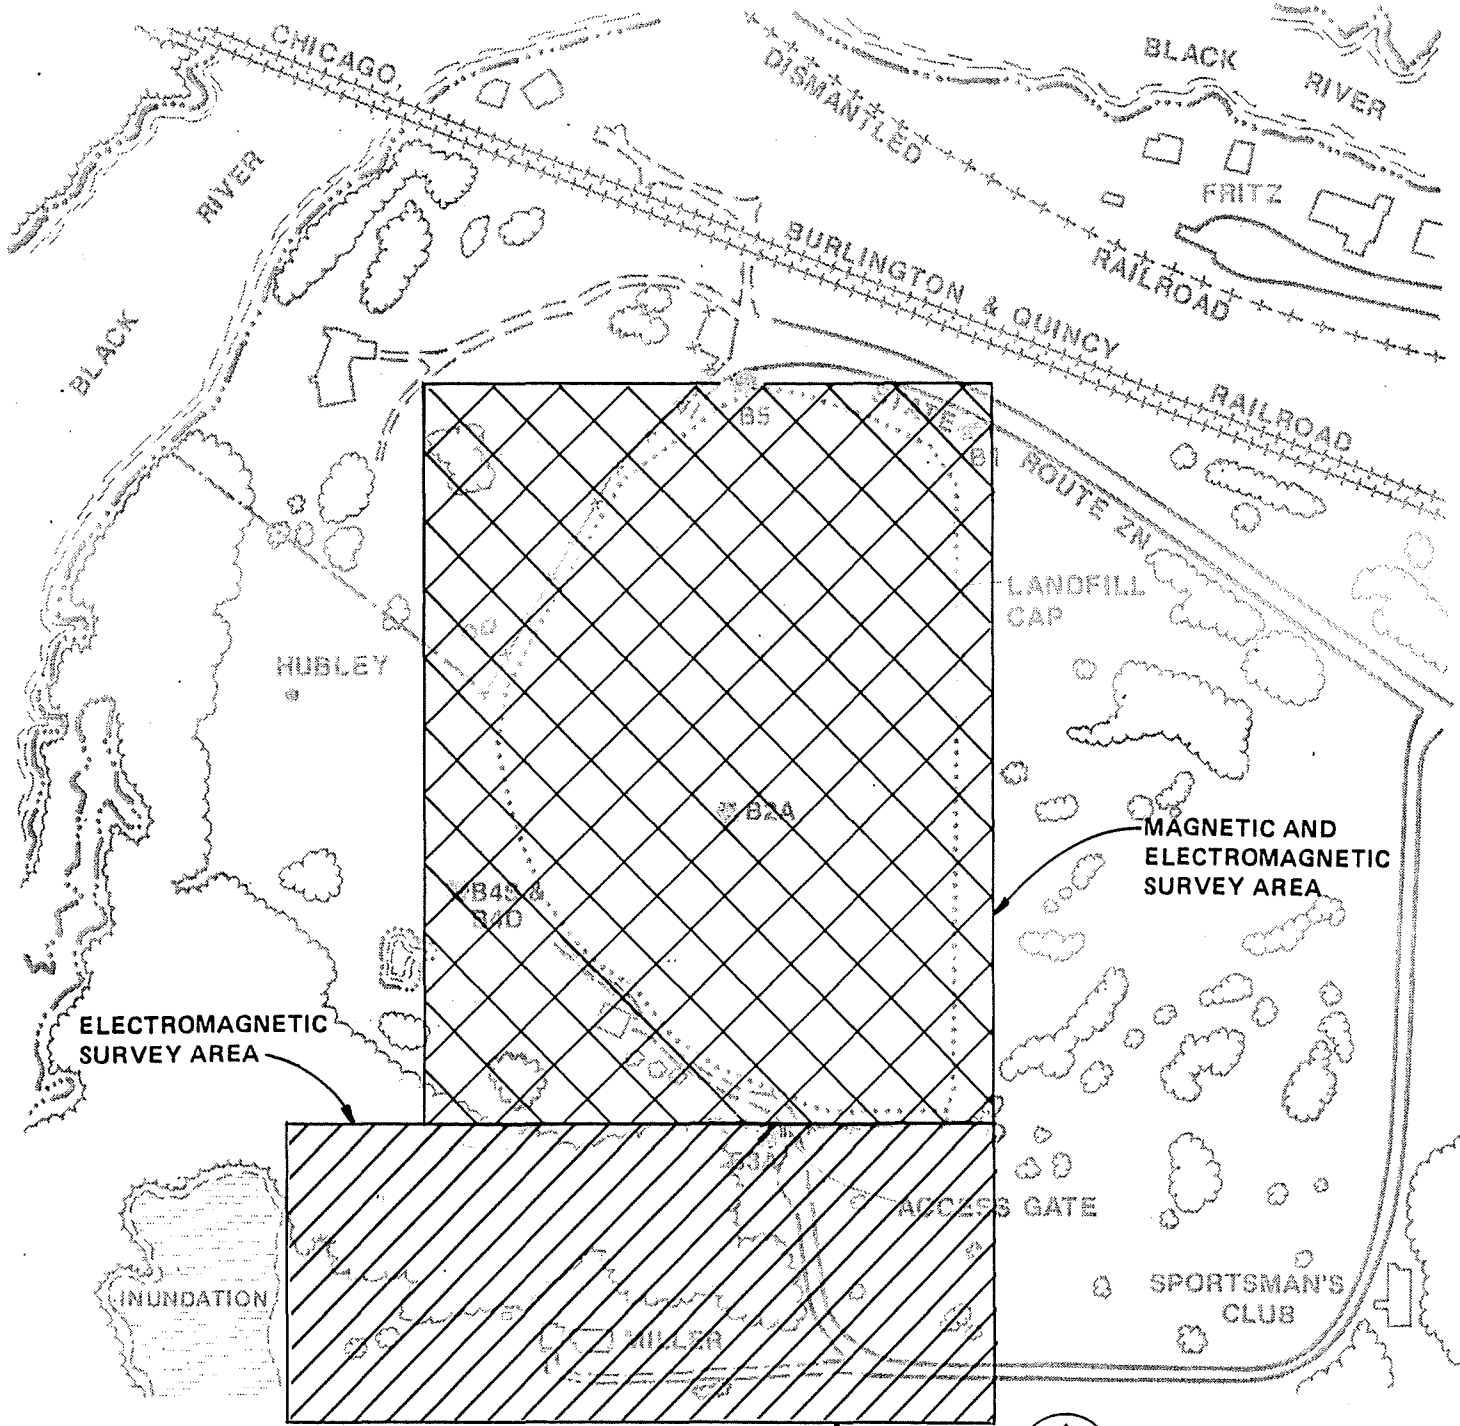 CHICAGO,
BLACK
RIVER
DISMANTLED
RIVER
FRITZ
BURLINGTON & QUINCY
RAILROAD
BLACK
RAILROAD
B5
STATE
ROUTE ZN
LANDFILL
CAP
HUBLEY
B2A
MAGNETIC AND
ELECTROMAGNETIC
SURVEY AREA
B4S &
B4D
ELECTROMAGNETIC
SURVEY AREA
B3A
ACCESS GATE
INUNDATION
SPORTSMAN'S
CLUB
MILLER